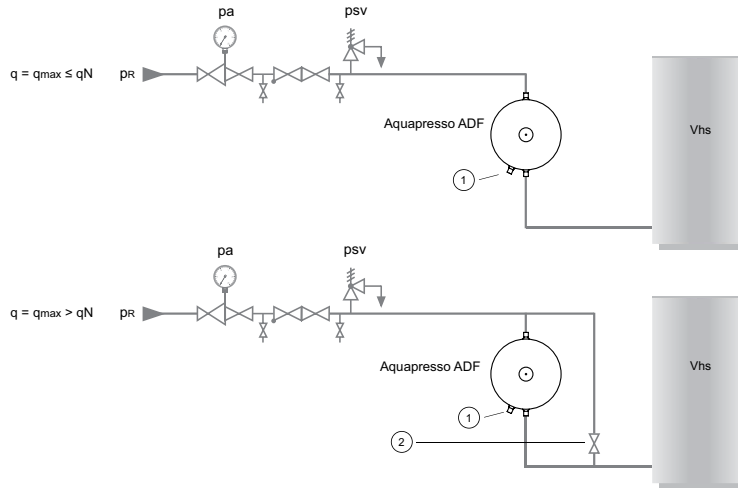 pa
psv
q = qmax ≤ qN
pR
Aquapresso ADF
Vhs
1
pa
psv
q = qmax > qN
pR
Aquapresso ADF
Vhs
1
2